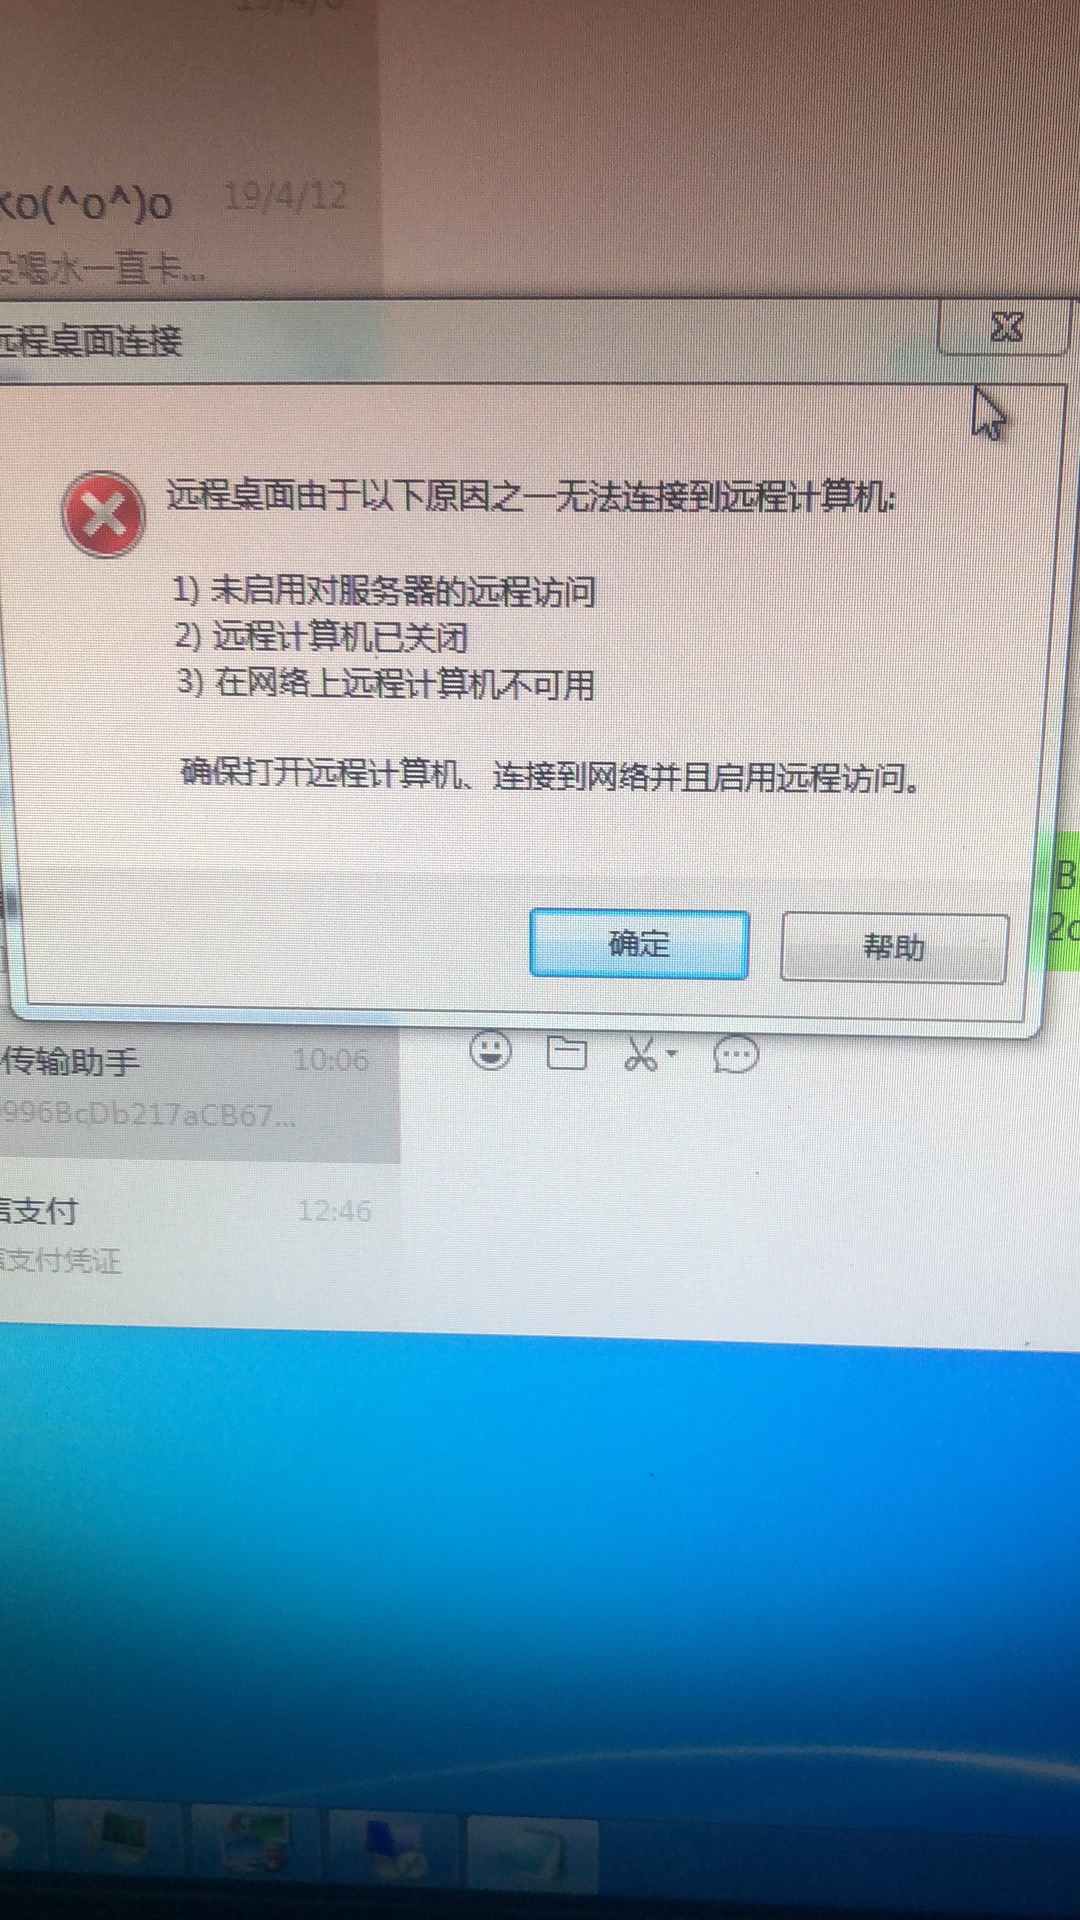 19/4/12
o(^o^)o
喝水一直卡...
远程桌面连接
远程桌面由于以下原因之一无法连接到远程计算机:
1) 未启用对服务器的远程访问
2) 远程计算机已关闭
3) 在网络上远程计算机不可用
确保打开远程计算机、连接到网络并且启用远程访问。
B
确定
帮助
传输助手
10:06
996BcDb217aCB67...
支付
12:46
支付凭证